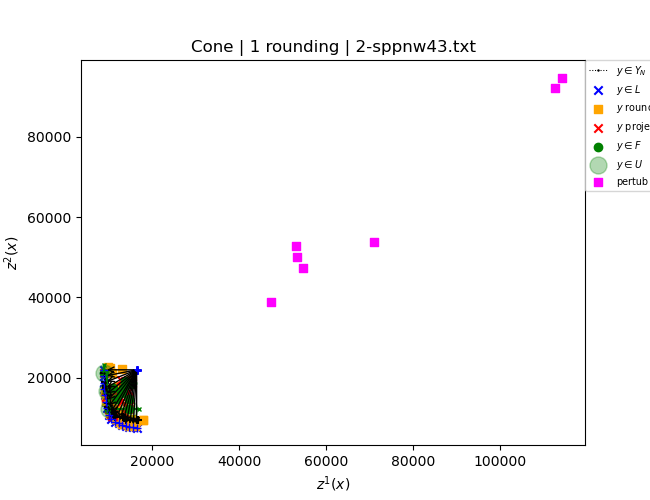 Cone | 1 rounding | 2-sppnw43.txt
z²(x)
80000
60000
40000
20000
20000 40000 60000 80000 100000
z¹(x)
y ∈ Y_N
y ∈ L
y roun
y proje
y ∈ F
y ∈ U
pertub